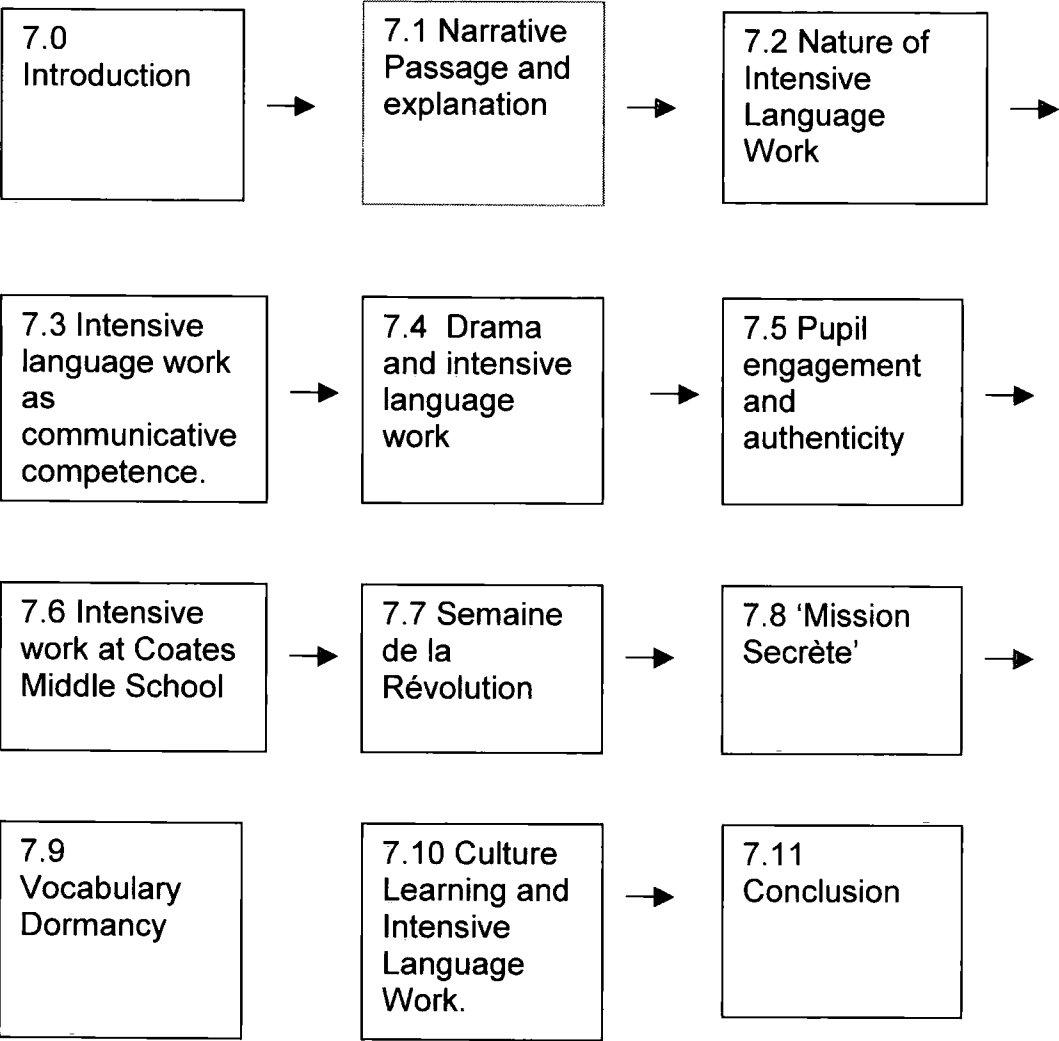 7.0
Introduction
7.1 Narrative
Passage and
explanation
7.2 Nature of
Intensive
Language
Work
7.3 Intensive
language work
as
communicative
competence.
7.4 Drama
and intensive
language
work
7.5 Pupil
engagement
and
authenticity
7.6 Intensive
work at Coates
Middle School
7.7 Semaine
de la
Révolution
7.8 'Mission
Secrète'
7.9
Vocabulary
Dormancy
7.10 Culture
Learning and
Intensive
Language
Work.
7.11
Conclusion